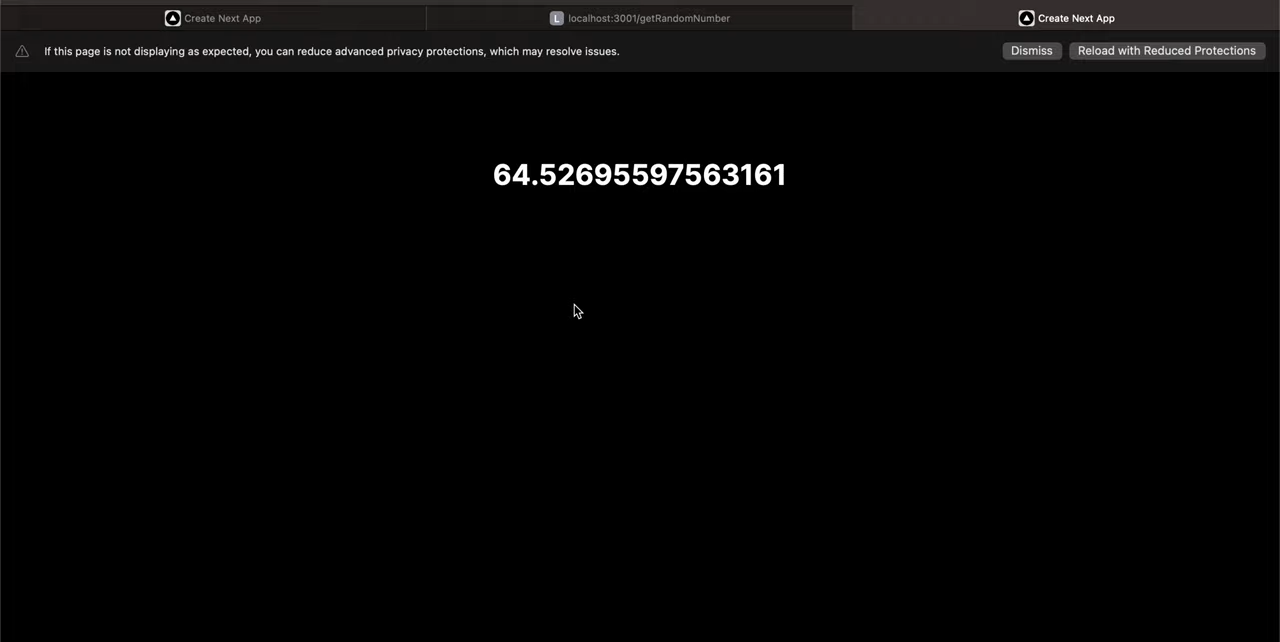 Create Next App
L localhost:3001/getRandomNumber
Create Next App
If this page is not displaying as expected, you can reduce advanced privacy protections, which may resolve issues.
Dismiss
Reload with Reduced Protections
64.52695597563161